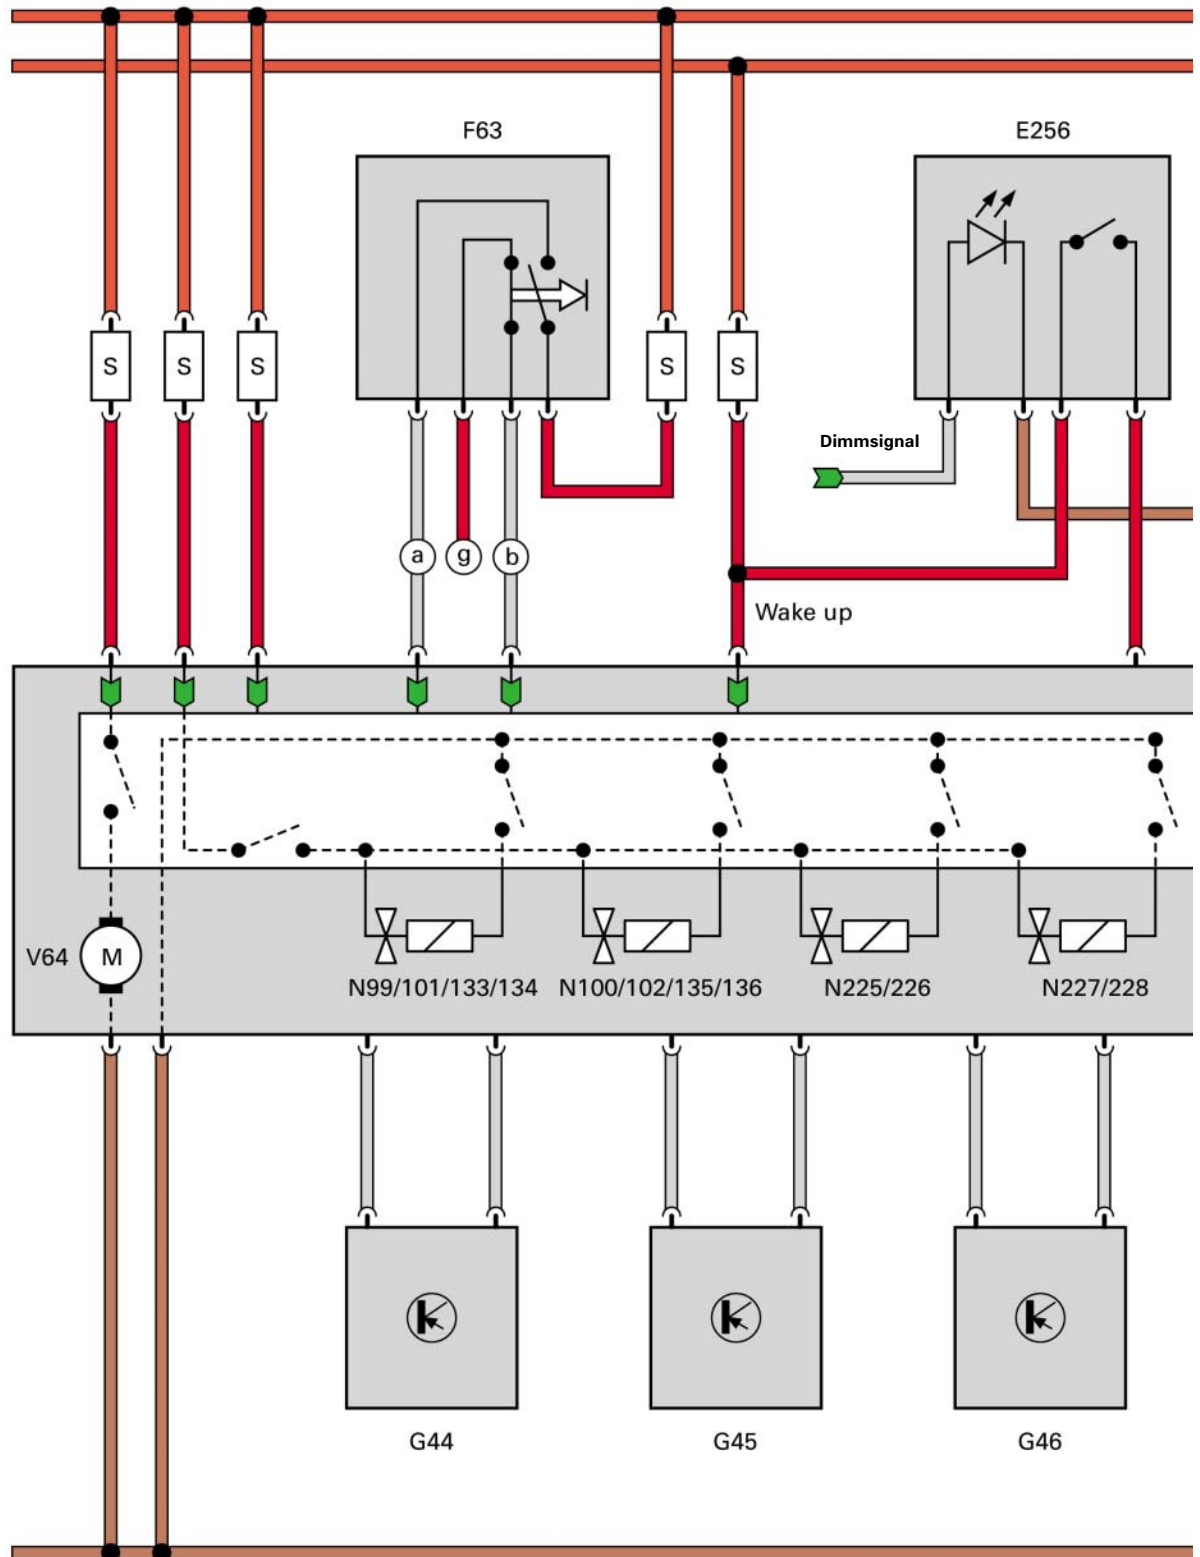 F63
E256
S
S
S
S
S
Dimmsignal
a
g
b
Wake up
V64
M
N99/101/133/134
N100/102/135/136
N225/226
N227/228
G44
G45
G46